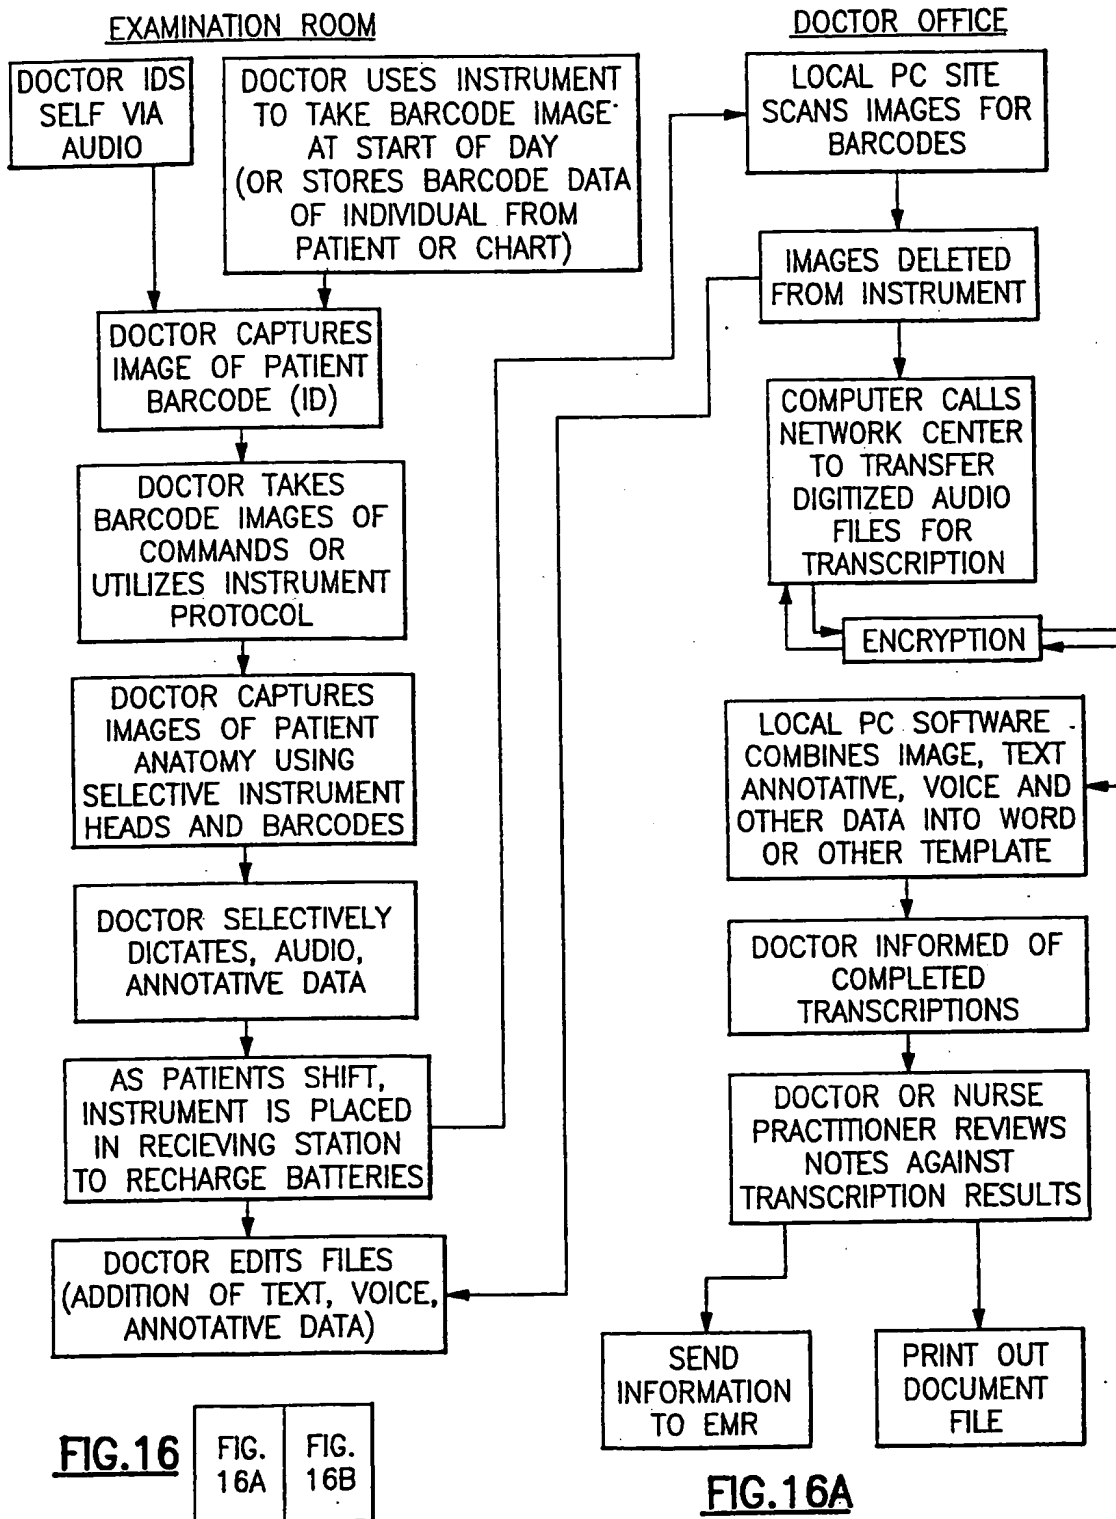 EXAMINATION ROOM
DOCTOR IDS
SELF VIA
AUDIO
DOCTOR USES INSTRUMENT
TO TAKE BARCODE IMAGE
AT START OF DAY
(OR STORES BARCODE DATA
OF INDIVIDUAL FROM
PATIENT OR CHART)
DOCTOR CAPTURES
IMAGE OF PATIENT
BARCODE (ID)
DOCTOR TAKES
BARCODE IMAGES OF
COMMANDS OR
UTILIZES INSTRUMENT
PROTOCOL
DOCTOR CAPTURES
IMAGES OF PATIENT
ANATOMY USING
SELECTIVE INSTRUMENT
HEADS AND BARCODES
DOCTOR SELECTIVELY
DICTATES, AUDIO,
ANNOTATIVE DATA
AS PATIENTS SHIFT,
INSTRUMENT IS PLACED
IN RECIEVING STATION
TO RECHARGE BATTERIES
DOCTOR EDITS FILES
(ADDITION OF TEXT, VOICE,
ANNOTATIVE DATA)
DOCTOR OFFICE
LOCAL PC SITE
SCANS IMAGES FOR
BARCODES
IMAGES DELETED
FROM INSTRUMENT
COMPUTER CALLS
NETWORK CENTER
TO TRANSFER
DIGITIZED AUDIO
FILES FOR
TRANSCRIPTION
ENCRYPTION
LOCAL PC SOFTWARE
COMBINES IMAGE, TEXT
ANNOTATIVE, VOICE AND
OTHER DATA INTO WORD
OR OTHER TEMPLATE
DOCTOR INFORMED OF
COMPLETED
TRANSCRIPTIONS
DOCTOR OR NURSE
PRACTITIONER REVIEWS
NOTES AGAINST
TRANSCRIPTION RESULTS
SEND
INFORMATION
TO EMR
PRINT OUT
DOCUMENT
FILE
FIG.16
FIG.
16A
FIG.
16B
FIG.16A